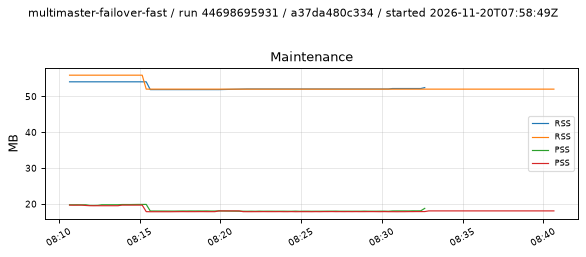 multimaster-failover-fast / run 44698695931 / a37da480c334 / started 2026-11-20T07:58:49Z
Maintenance
MB
50
40
30
20
RSS
RSS
PSS
PSS
08:10
08:15
08:20
08:25
08:30
08:35
08:40